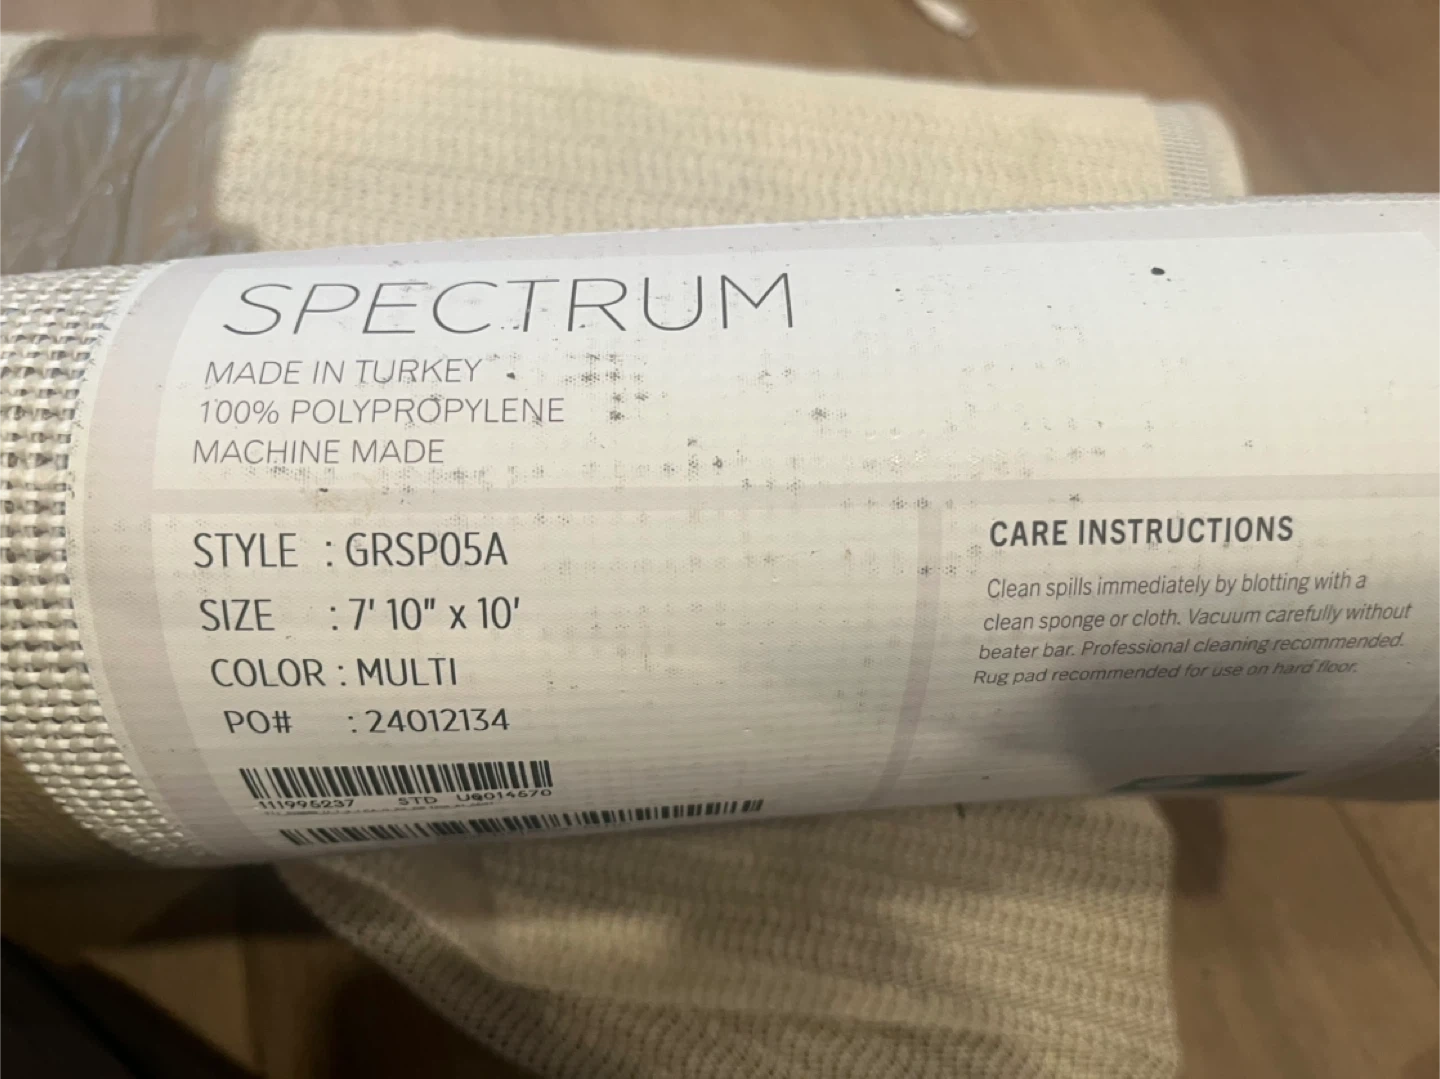 SPECTRUM
MADE IN TURKEY
100% POLYPROPYLENE
MACHINE MADE
STYLE : GRSP05A
SIZE : 7' 10" x 10'
COLOR : MULTI
PO# : 24012134
111995237 STD UQ014570
CARE INSTRUCTIONS
Clean spills immediately by blotting with a
clean sponge or cloth. Vacuum carefully without
beater bar. Professional cleaning recommended.
Rug pad recommended for use on hard floor.